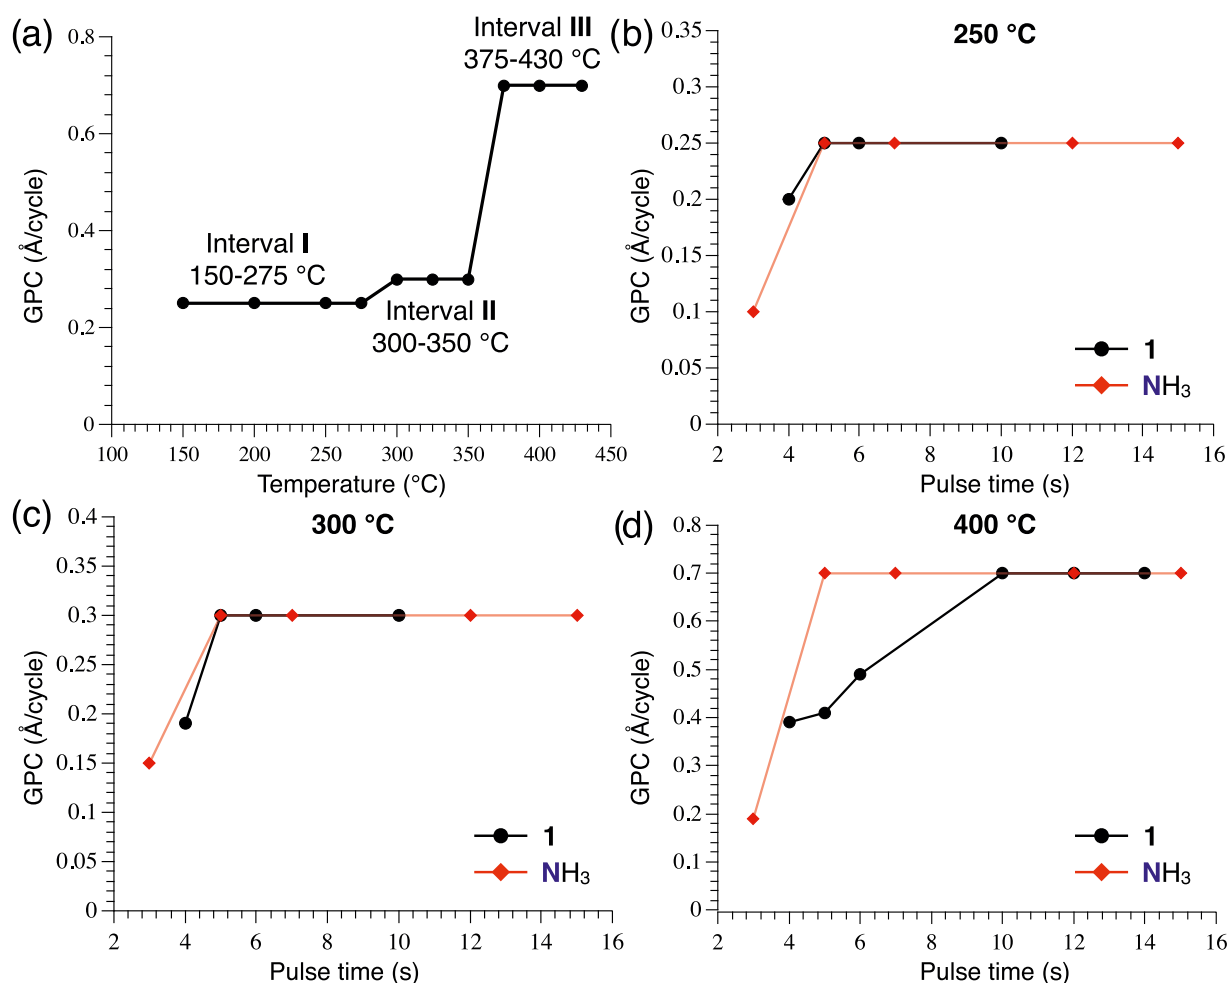 (a)
Interval III
375-430 °C
Interval I
150-275 °C
Interval II
300-350 °C
0.8
0.6
0.4
0.2
0
GPC (Å/cycle)
100 150 200 250 300 350 400 450
Temperature (°C)
(b)
250 °C
0.35
0.3
0.25
0.2
0.15
0.1
0.05
0
GPC (Å/cycle)
1
NH₃
2 4 6 8 10 12 14 16
Pulse time (s)
(c)
300 °C
0.4
0.35
0.3
0.25
0.2
0.15
0.1
0.05
0
GPC (Å/cycle)
1
NH₃
2 4 6 8 10 12 14 16
Pulse time (s)
(d)
400 °C
0.8
0.7
0.6
0.5
0.4
0.3
0.2
0.1
0
GPC (Å/cycle)
1
NH₃
2 4 6 8 10 12 14 16
Pulse time (s)